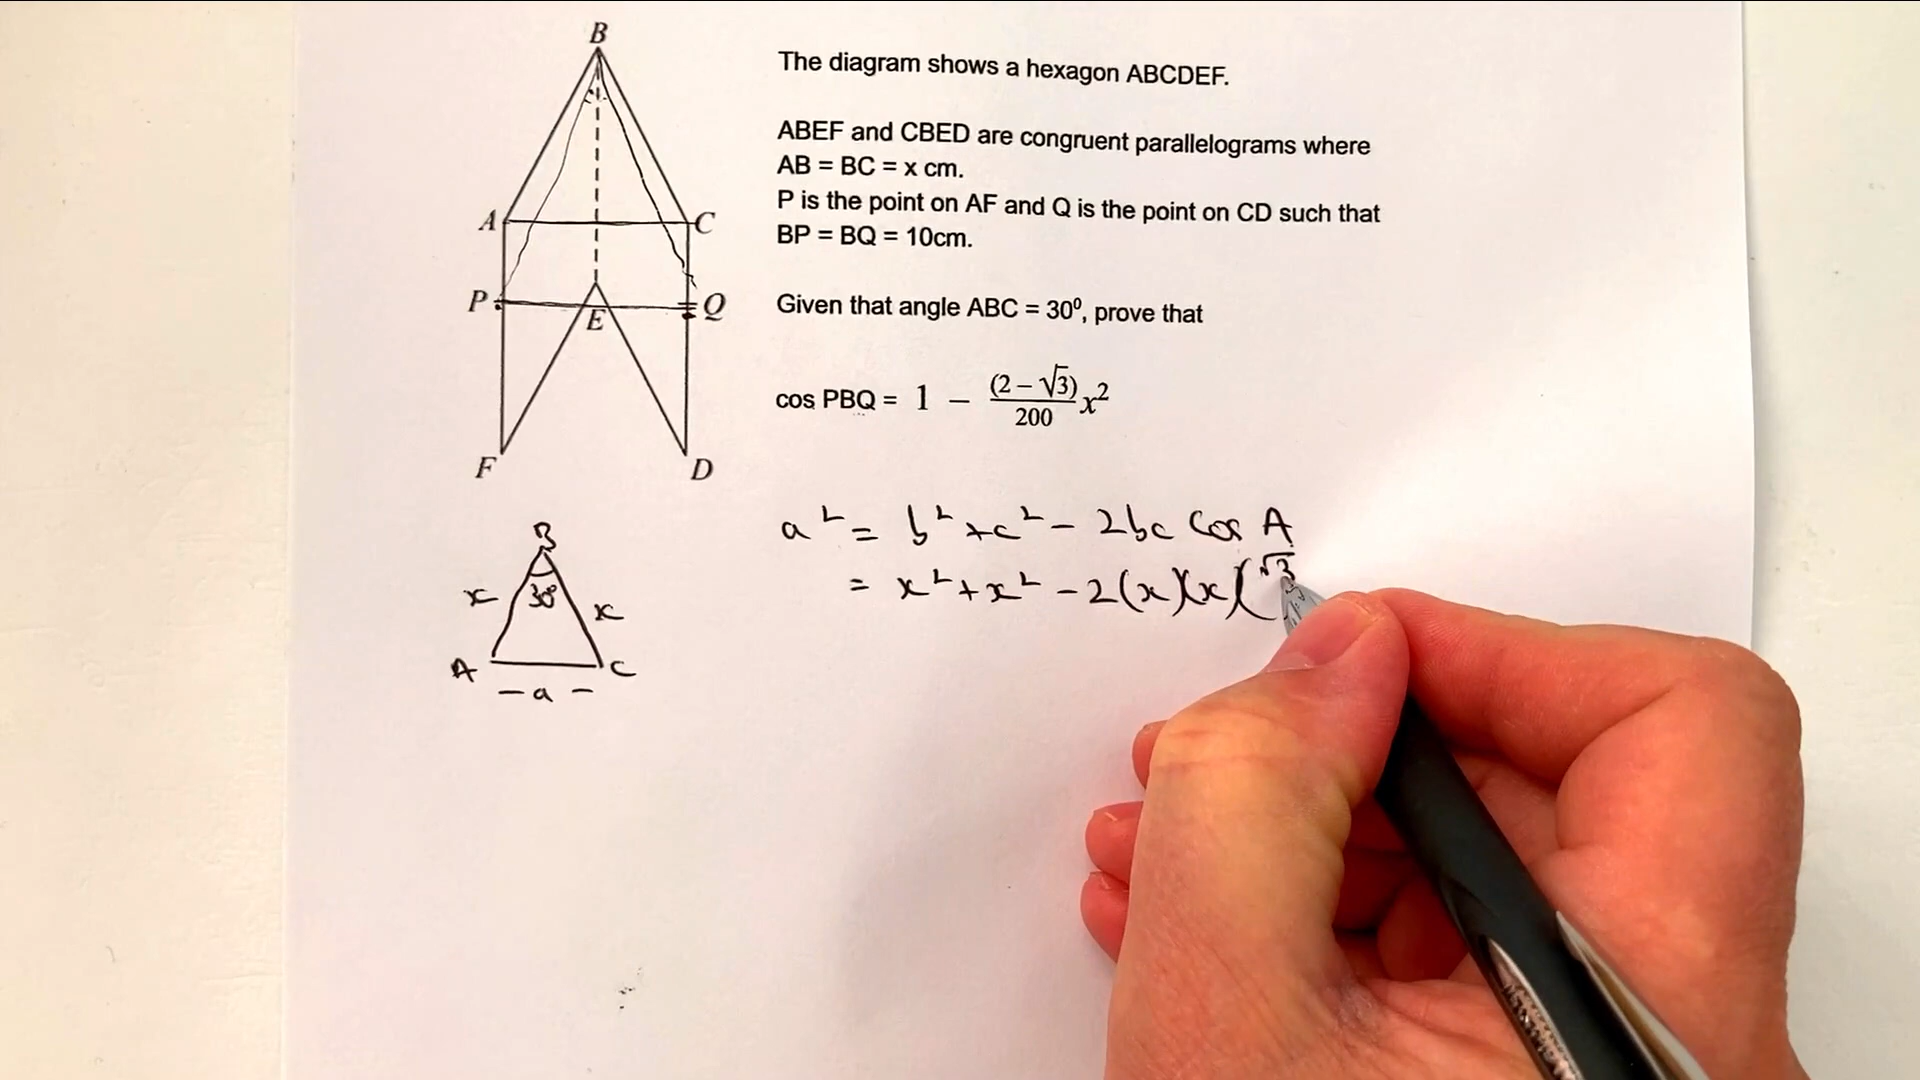 B
The diagram shows a hexagon ABCDEF.
ABEF and CBED are congruent parallelograms where
AB = BC = x cm.
P is the point on AF and Q is the point on CD such that
BP = BQ = 10cm.
A C
P E Q
Given that angle ABC = 30⁰, prove that
cos PBQ = 1 − (2 − √3)/200 x²
F D
a² = b² + c² − 2bc Cos A
= x² + x² − 2(x)(x)(√3
B
x 30° x
A C
– a –